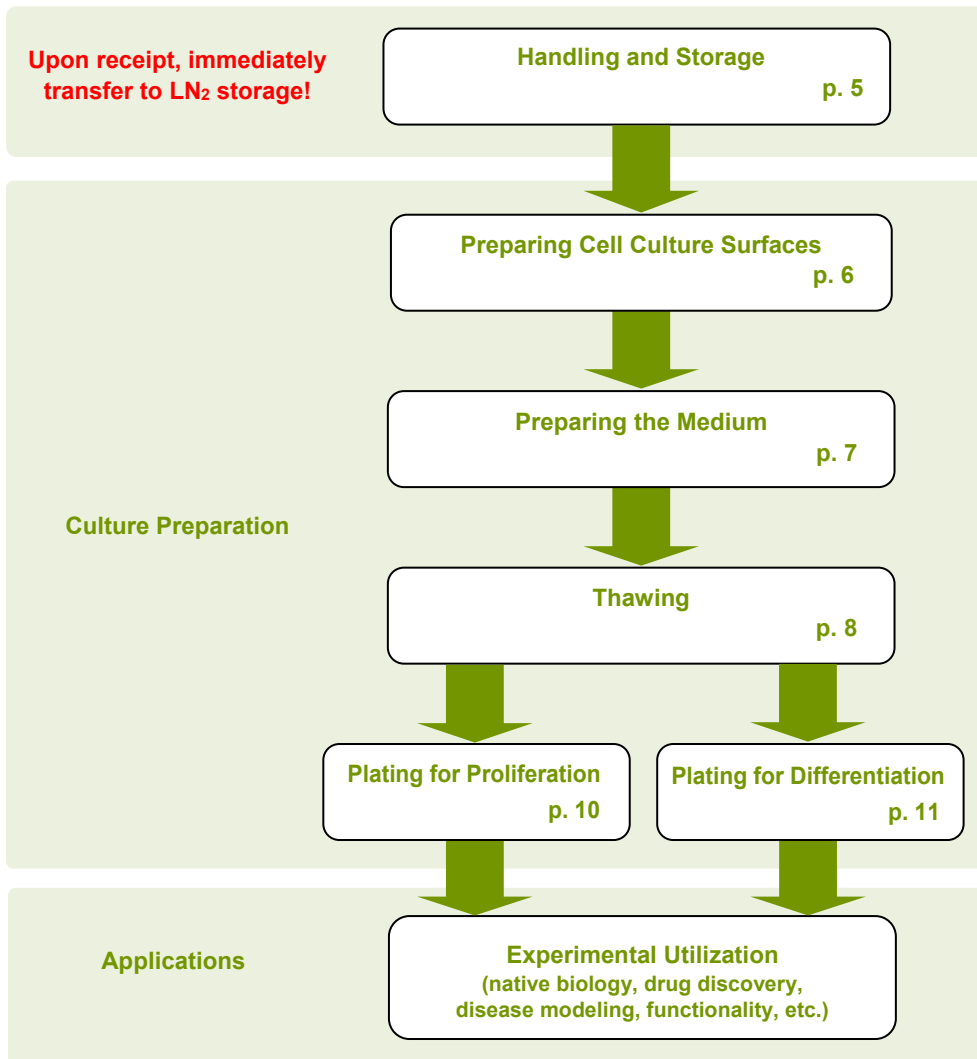 Upon receipt, immediately
transfer to LN₂ storage!
Handling and Storage
p. 5
Preparing Cell Culture Surfaces
p. 6
Preparing the Medium
p. 7
Culture Preparation
Thawing
p. 8
Plating for Proliferation
p. 10
Plating for Differentiation
p. 11
Applications
Experimental Utilization
(native biology, drug discovery,
disease modeling, functionality, etc.)